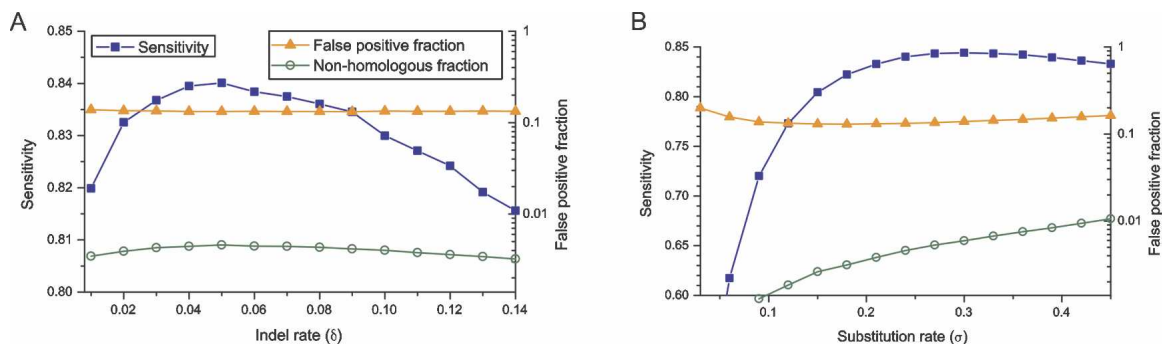 A
Sensitivity
False positive fraction
Non-homologous fraction
0.85
0.84
0.83
0.82
0.81
0.80
Sensitivity
1
0.1
0.01
False positive fraction
0.02 0.04 0.06 0.08 0.10 0.12 0.14
Indel rate (δ)
B
0.85
0.80
0.75
0.70
0.65
0.60
Sensitivity
1
0.1
0.01
False positive fraction
0.1 0.2 0.3 0.4
Substitution rate (σ)